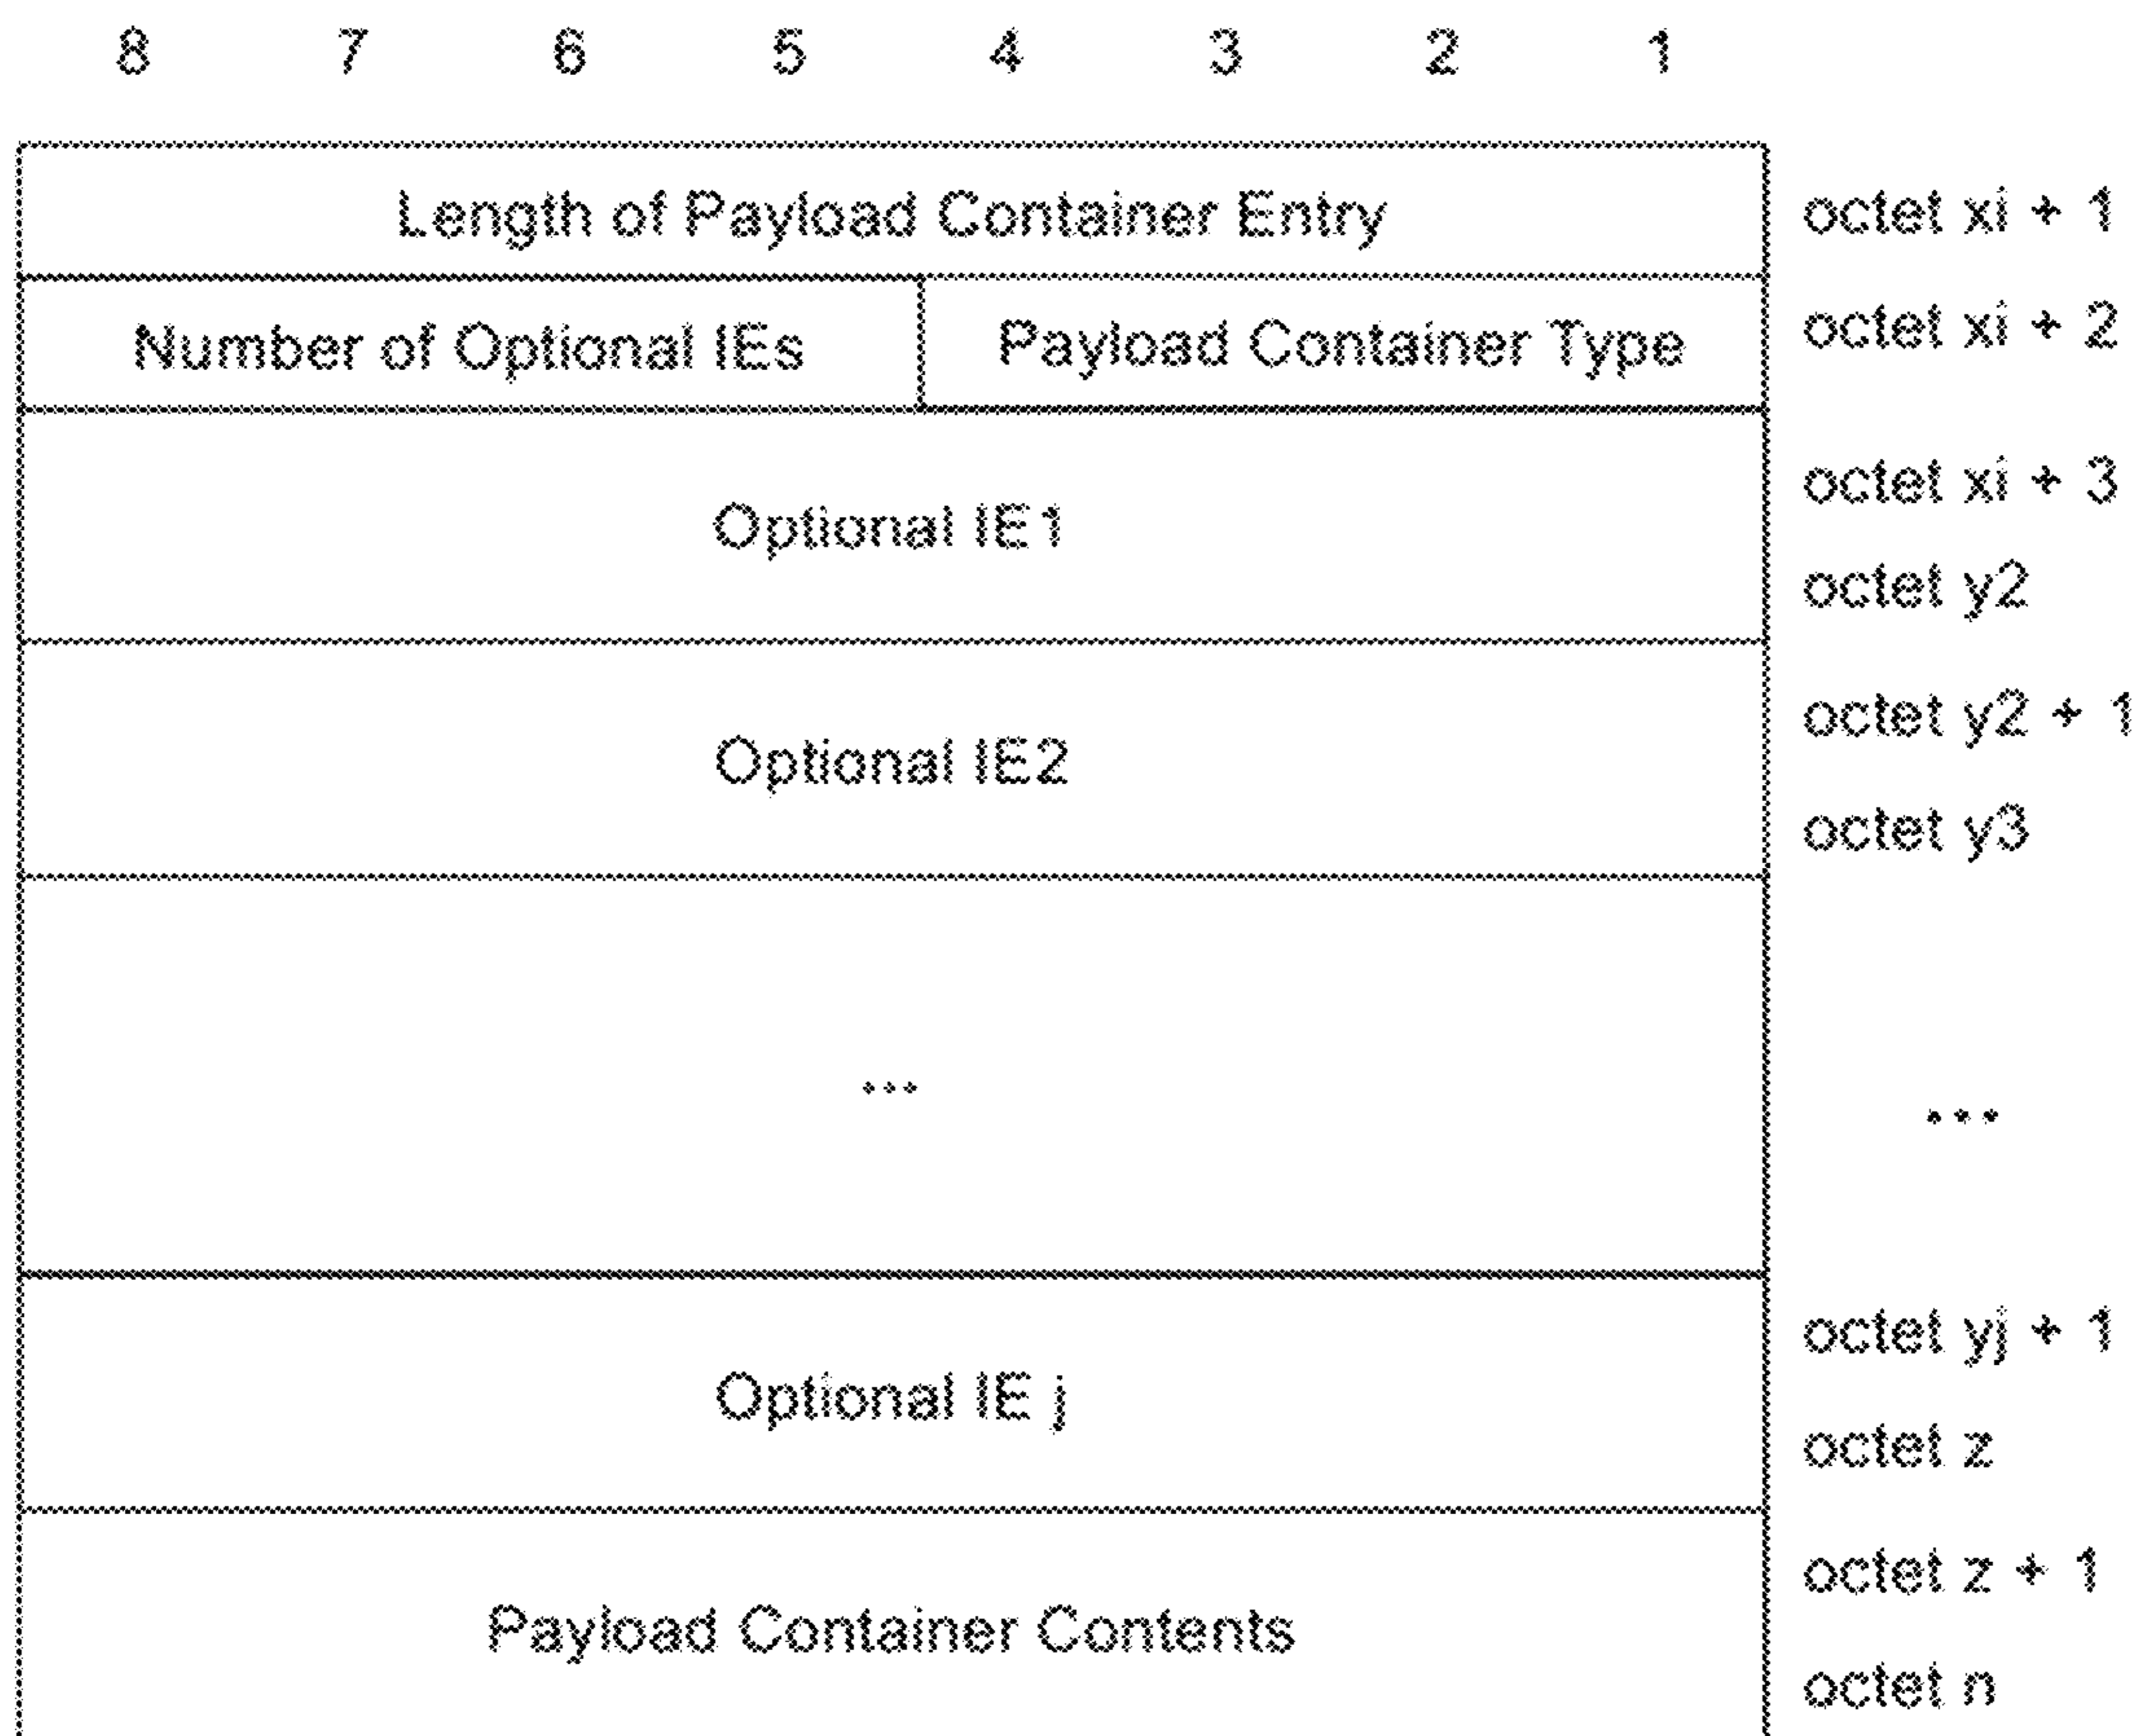 8 7 6 5 4 3 2 1
Length of Payload Container Entry octet xi + 1
Number of Optional IEs Payload Container Type octet xi + 2
octet xi + 3
Optional IE1
octet y2
octet y2 + 1
Optional IE2
octet y3
...
...
octet yj + 1
Optional IE j
octet z
octet z + 1
Payload Container Contents
octet n